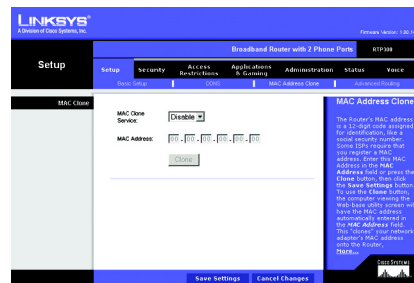 LINKSYS®
A Division of Cisco Systems, Inc.
Firmware Version: 1.00.1
Broadband Router with 2 Phone Ports
RTP300
Setup
Setup
Security
Access Restrictions
Applications & Gaming
Administration
Status
Voice
Basic Setup
DDNS
MAC Address Clone
Advanced Routing
MAC Clone
MAC Clone Service:
Disable
MAC Address:
00 - 00 - 00 - 00 - 00 - 00
Clone
MAC Address Clone
The Router's MAC address
is a 12-digit code assigned
for identification, like a
social security number.
Some ISPs require that
you register a MAC
address. Enter this MAC
Address in the MAC
Address field or press the
Clone button, then click
the Save Settings button.
To use the Clone button,
the computer viewing the
Web-base utility screen will
have the MAC address
automatically entered in
the MAC Address field.
This "clones" your network
adapter's MAC address
onto the Router,
More...
Save Settings
Cancel Changes
CISCO SYSTEMS